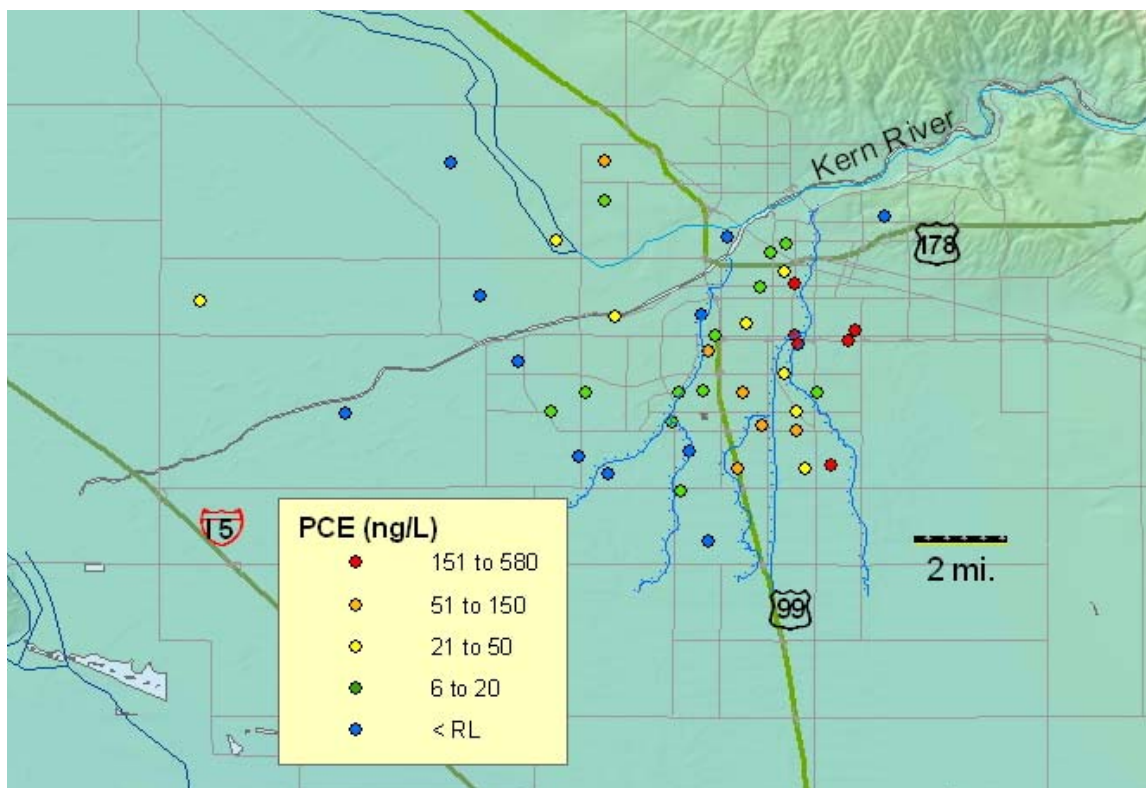 Kern River
178
PCE (ng/L)
151 to 580
51 to 150
21 to 50
6 to 20
< RL
15
2 mi.
99